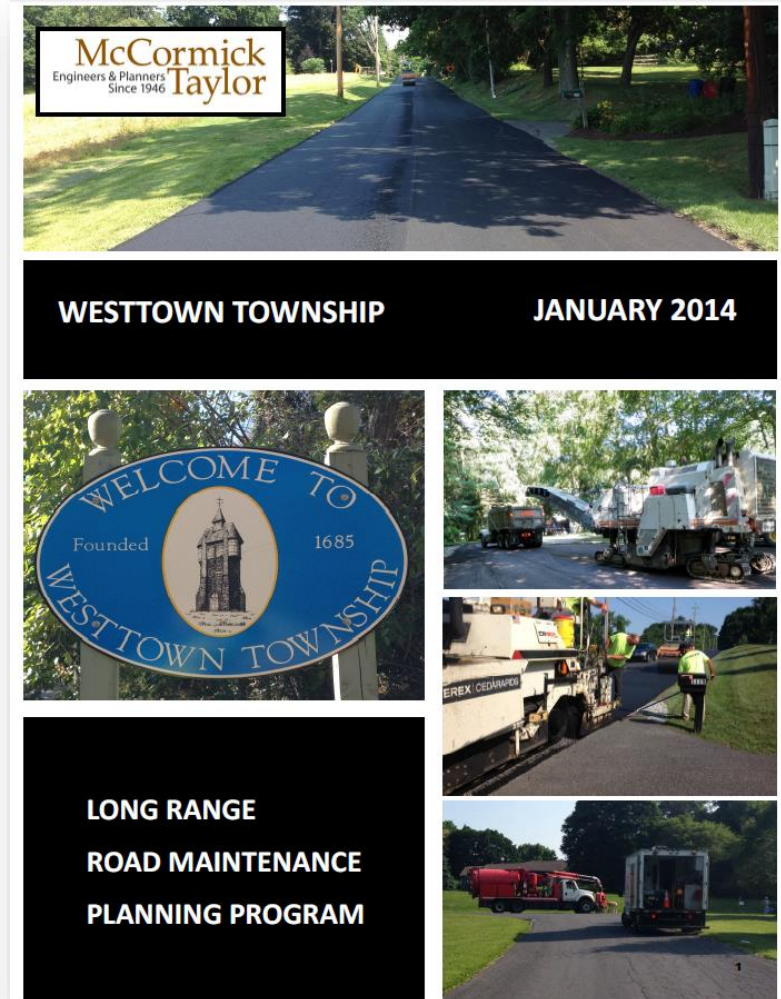 McCormick
Engineers & Planners
Since 1946
Taylor
WESTTOWN TOWNSHIP
JANUARY 2014
WELCOME TO
Founded
1685
WESTTOWN TOWNSHIP
EREX CEDARAPIDS
LONG RANGE
ROAD MAINTENANCE
PLANNING PROGRAM
1